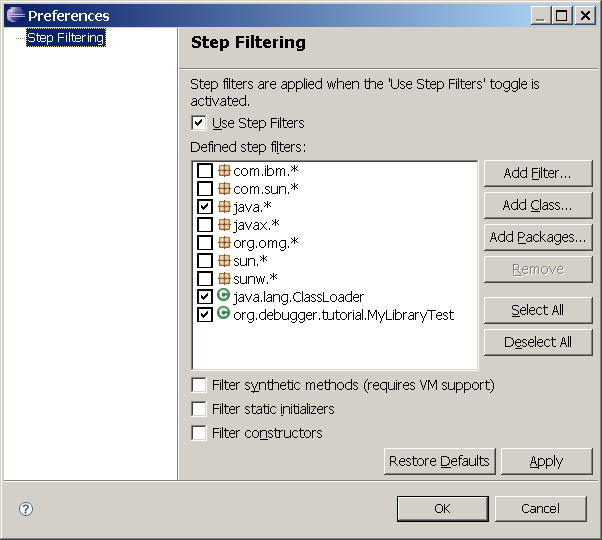 Preferences
Step Filtering
Step Filtering
Step filters are applied when the 'Use Step Filters' toggle is
activated.
Use Step Filters
Defined step filters:
com.ibm.*
com.sun.*
java.*
javax.*
org.omg.*
sun.*
sunw.*
java.lang.ClassLoader
org.debugger.tutorial.MyLibraryTest
Add Filter...
Add Class...
Add Packages...
Remove
Select All
Deselect All
Filter synthetic methods (requires VM support)
Filter static initializers
Filter constructors
Restore Defaults
Apply
?
OK
Cancel